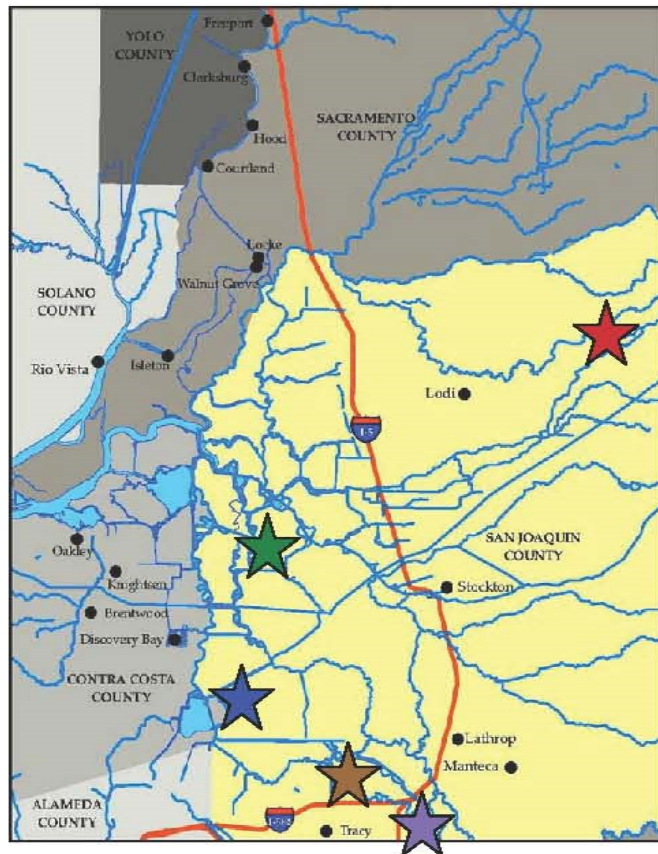 Freeport
YOLO
COUNTY
Clarksburg
SACRAMENTO
COUNTY
Hood
Courtland
Locke
Walnut Grove
SOLANO
COUNTY
Rio Vista
Isleton
Lodi
I-5
SAN JOAQUIN
COUNTY
Oakley
Knightsen
Stockton
Brentwood
Discovery Bay
CONTRA COSTA
COUNTY
Lathrop
Manteca
ALAMEDA
COUNTY
Tracy